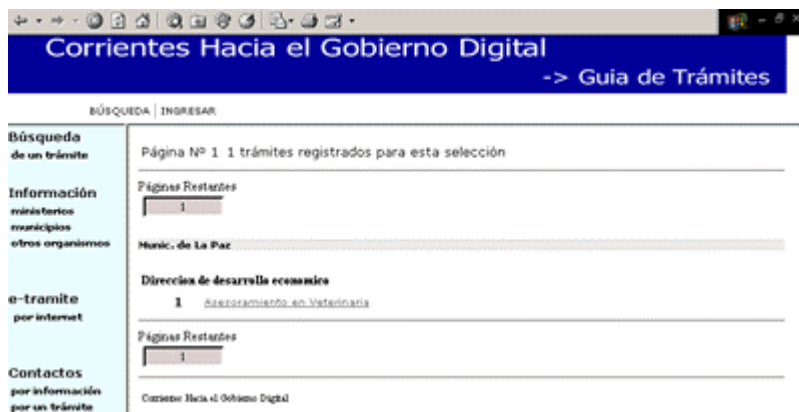 Corrientes Hacia el Gobierno Digital
-> Guia de Trámites
BÚSQUEDA | INGRESAR
Búsqueda
de un trámite
Información
ministerios
municipios
otros organismos
e-tramite
por internet
Contactos
por información
por un trámite
Página Nº 1 1 trámites registrados para esta selección
Páginas Restantes
1
Munic. de La Paz
Direccion de desarrollo economico
1 Asesoramiento en Veterinaria
Páginas Restantes
1
Corrientes Hacia el Gobierno Digital